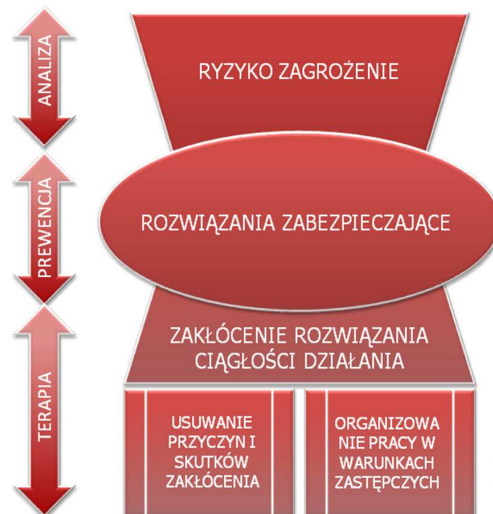 ANALIZA
RYZYKO ZAGROŻENIE
PREWENCJA
ROZWIĄZANIA ZABEZPIECZAJĄCE
TERAPIA
ZAKŁÓCENIE ROZWIĄZANIA
CIĄGŁOŚCI DZIAŁANIA
USUWANIE
PRZYCZYN I
SKUTKÓW
ZAKŁÓCENIA
ORGANIZOWA
NIE PRACY W
WARUNKACH
ZASTĘPCZYCH